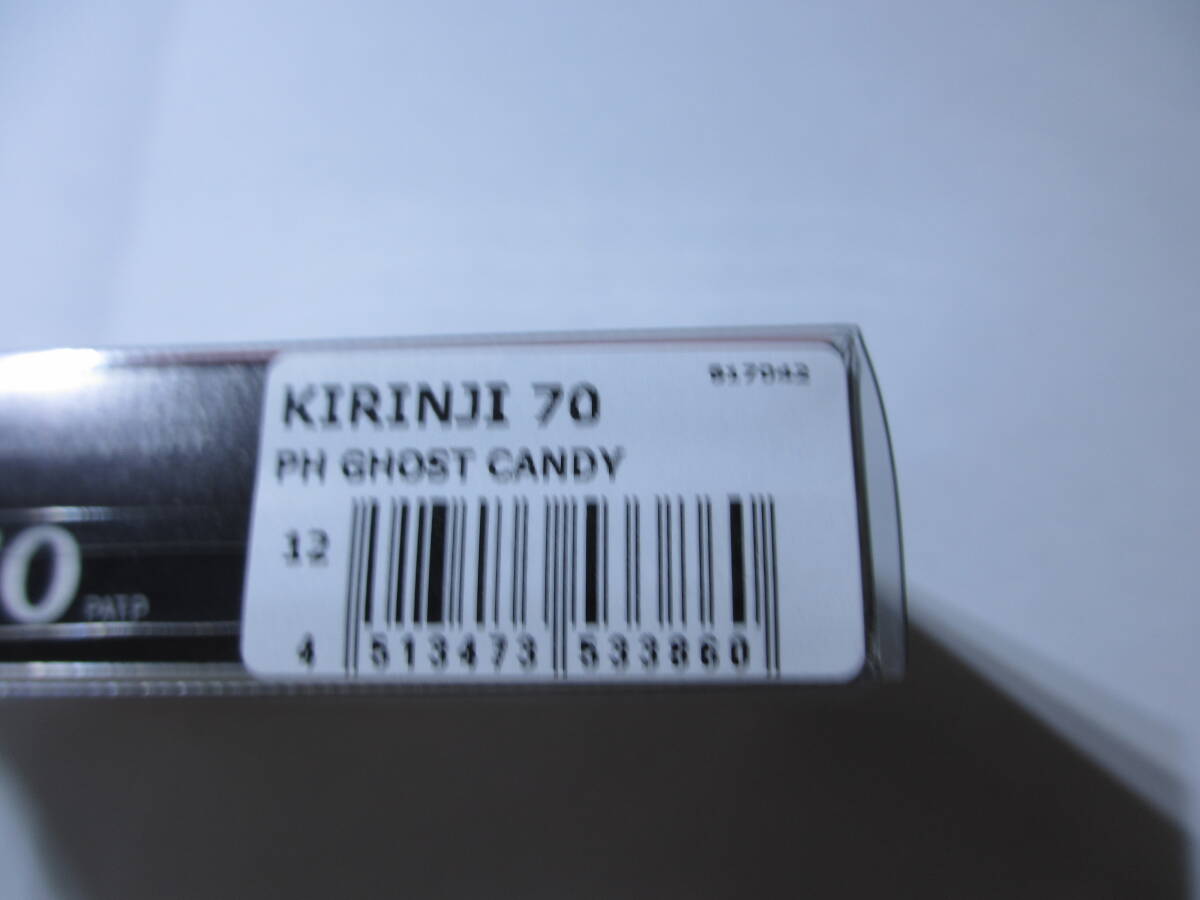 KIRINJI 70
PH GHOST CANDY
12
4 513473 533860